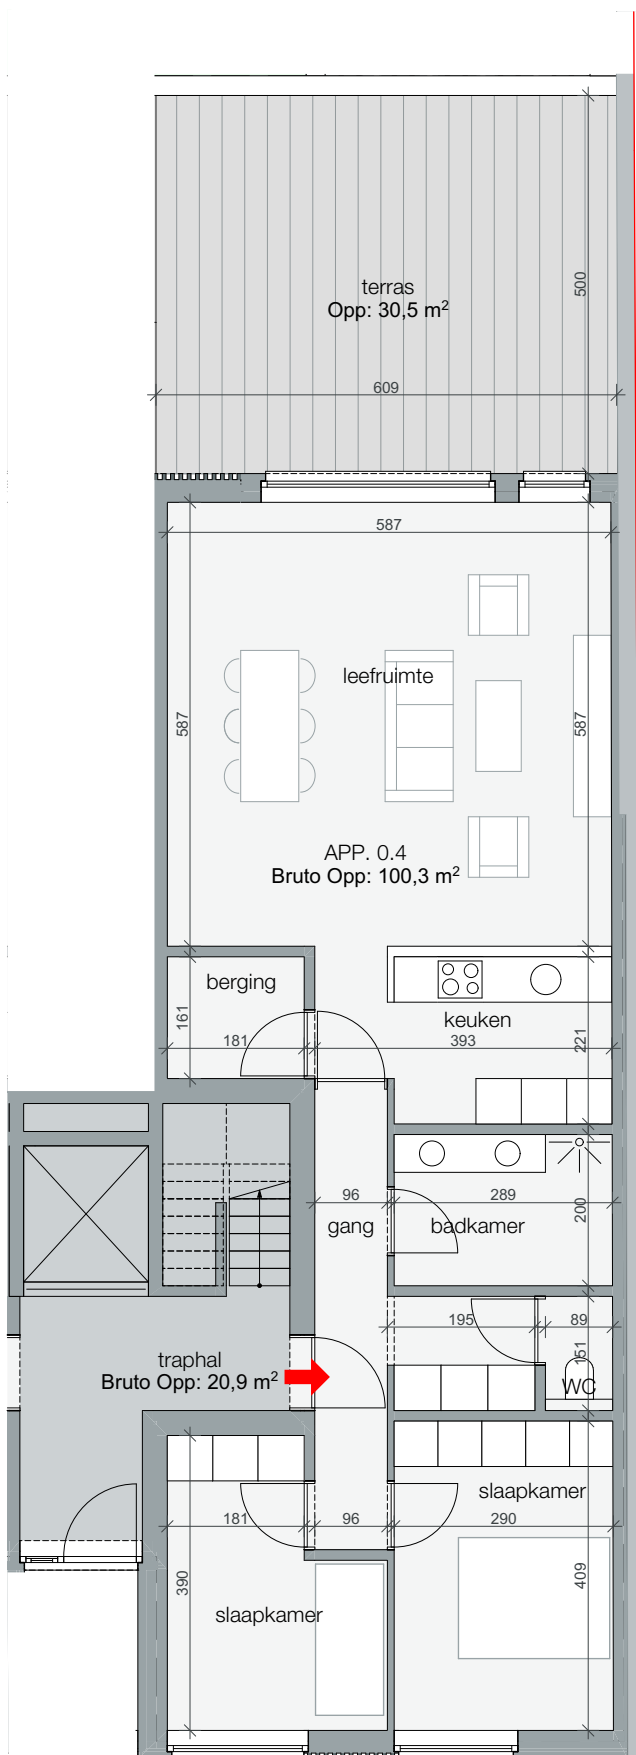 500
terras
Opp: 30,5 m²
609
587
leefruimte
587
587
APP. 0.4
Bruto Opp: 100,3 m²
berging
161
181
keuken
393
221
96
289
200
gang
badkamer
195
89
151
WC
traphal
Bruto Opp: 20,9 m²
slaapkamer
181
96
290
390
409
slaapkamer